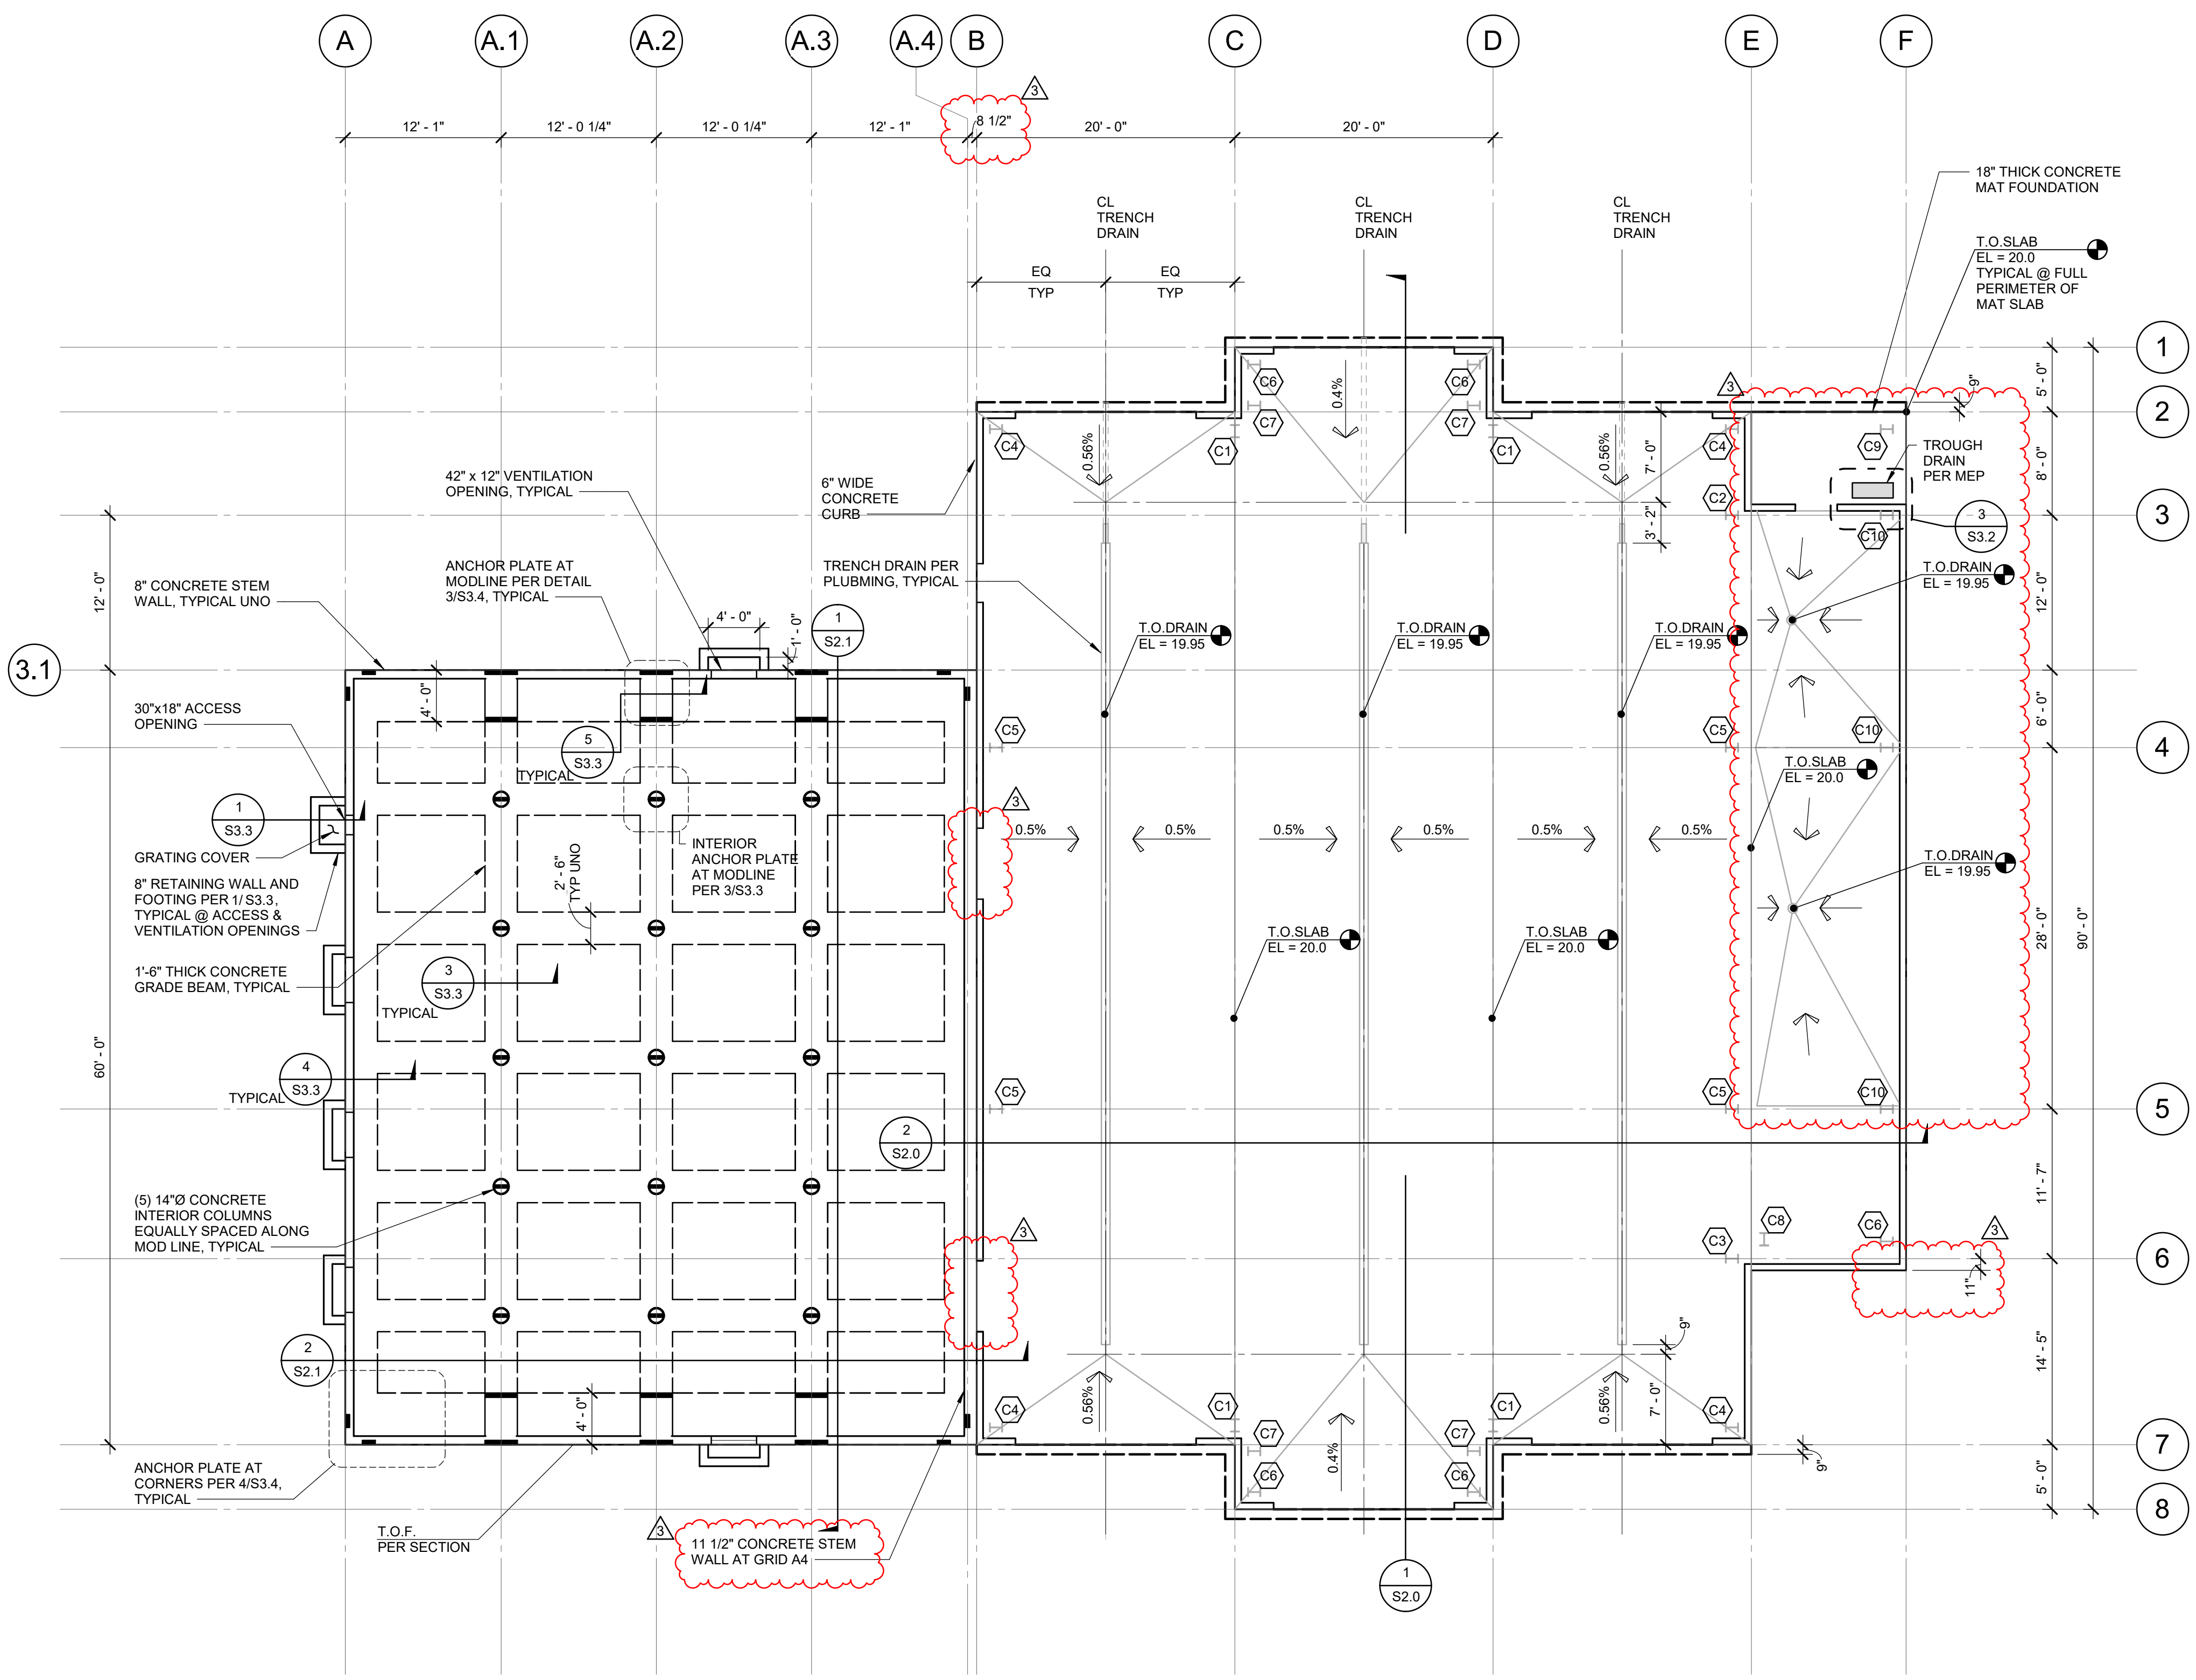 A
A.1
A.2
A.3
A.4
B
C
D
E
F
3
12' - 1"
12' - 0 1/4"
12' - 0 1/4"
12' - 1"
8 1/2"
20' - 0"
20' - 0"
18" THICK CONCRETE
MAT FOUNDATION
CL
TRENCH
DRAIN
CL
TRENCH
DRAIN
CL
TRENCH
DRAIN
T.O.SLAB
EL = 20.0
TYPICAL @ FULL
PERIMETER OF
MAT SLAB
EQ
TYP
EQ
TYP
1
2
3
4
5
6
7
8
3.1
5' - 0"
8' - 0"
12' - 0"
6' - 0"
28' - 0"
11' - 7"
14' - 5"
5' - 0"
90' - 0"
9"
3
C6
C6
0.4%
C7
C7
C4
C1
C1
C4
C9
0.56%
0.56%
7' - 0"
3' - 2"
C2
TROUGH
DRAIN
PER MEP
3
S3.2
C10
42" x 12" VENTILATION
OPENING, TYPICAL
6" WIDE
CONCRETE
CURB
ANCHOR PLATE AT
MODLINE PER DETAIL
3/S3.4, TYPICAL
TRENCH DRAIN PER
PLUBMING, TYPICAL
8" CONCRETE STEM
WALL, TYPICAL UNO
12' - 0"
60' - 0"
4' - 0"
1' - 0"
1
S2.1
T.O.DRAIN
EL = 19.95
T.O.DRAIN
EL = 19.95
T.O.DRAIN
EL = 19.95
T.O.DRAIN
EL = 19.95
30"x18" ACCESS
OPENING
4' - 0"
5
S3.3
TYPICAL
C5
C5
C10
T.O.SLAB
EL = 20.0
1
S3.3
3
0.5%
0.5%
0.5%
0.5%
0.5%
0.5%
GRATING COVER
INTERIOR
ANCHOR PLATE
AT MODLINE
PER 3/S3.3
2' - 6"
TYP UNO
T.O.DRAIN
EL = 19.95
8" RETAINING WALL AND
FOOTING PER 1/ S3.3,
TYPICAL @ ACCESS &
VENTILATION OPENINGS
T.O.SLAB
EL = 20.0
T.O.SLAB
EL = 20.0
1'-6" THICK CONCRETE
GRADE BEAM, TYPICAL
3
S3.3
TYPICAL
4
S3.3
TYPICAL
C5
C5
C10
2
S2.0
(5) 14"Ø CONCRETE
INTERIOR COLUMNS
EQUALLY SPACED ALONG
MOD LINE, TYPICAL
3
C3
C8
C6
3
11"
2
S2.1
9"
4' - 0"
7' - 0"
0.56%
0.56%
0.4%
C4
C1
C1
C4
C7
C7
C6
C6
9"
ANCHOR PLATE AT
CORNERS PER 4/S3.4,
TYPICAL
T.O.F.
PER SECTION
3
11 1/2" CONCRETE STEM
WALL AT GRID A4
1
S2.0